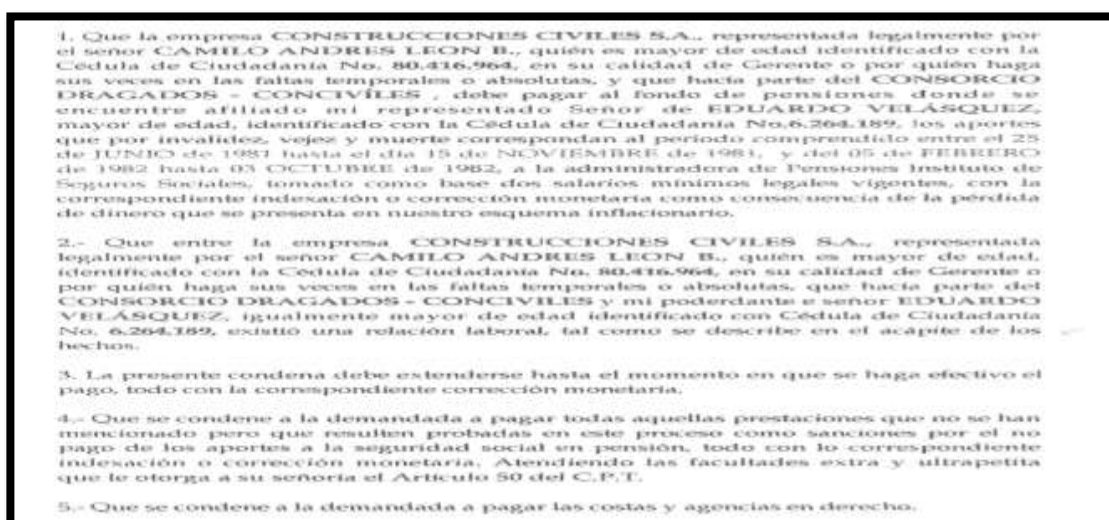 1. Que la empresa CONSTRUCCIONES CIVILES S.A., representada legalmente por
el señor CAMILO ANDRES LEON B., quién es mayor de edad identificado con la
Cédula de Ciudadanía No. 80.416.964, en su calidad de Gerente o por quién haga
sus veces en las faltas temporales o absolutas, y que hacía parte del CONSORCIO
DRAGADOS - CONCIVÍLES , debe pagar al fondo de pensiones donde se
encuentre afiliado mi representado Señor de EDUARDO VELÁSQUEZ,
mayor de edad, identificado con la Cédula de Ciudadanía No.6.264.189, los aportes
que por invalidez, vejez y muerte correspondan al periodo comprendido entre el 25
de JUNIO de 1981 hasta el día 15 de NOVIEMBRE de 1981, y del 05 de FEBRERO
de 1982 hasta 03 OCTUBRE de 1982, a la administradora de Pensiones Instituto de
Seguros Sociales, tomado como base dos salarios mínimos legales vigentes, con la
correspondiente indexación o corrección monetaria como consecuencia de la pérdida
de dinero que se presenta en nuestro esquema inflacionario.
2.- Que entre la empresa CONSTRUCCIONES CIVILES S.A., representada
legalmente por el señor CAMILO ANDRES LEON B., quién es mayor de edad,
identificado con la Cédula de Ciudadanía No. 80.416.964, en su calidad de Gerente o
por quién haga sus veces en las faltas temporales o absolutas, que hacía parte del
CONSORCIO DRAGADOS - CONCIVILES y mi poderdante e señor EDUARDO
VELÁSQUEZ, igualmente mayor de edad identificado con Cédula de Ciudadanía
No. 6.264.189, existió una relación laboral, tal como se describe en el acápite de los
hechos.
3. La presente condena debe extenderse hasta el momento en que se haga efectivo el
pago, todo con la correspondiente corrección monetaria.
4.- Que se condene a la demandada a pagar todas aquellas prestaciones que no se han
mencionado pero que resulten probadas en este proceso como sanciones por el no
pago de los aportes a la seguridad social en pensión, todo con lo correspondiente
indexación o corrección monetaria. Atendiendo las facultades extra y ultrapetita
que le otorga a su señoría el Artículo 50 del C.P.T.
5.- Que se condene a la demandada a pagar las costas y agencias en derecho.